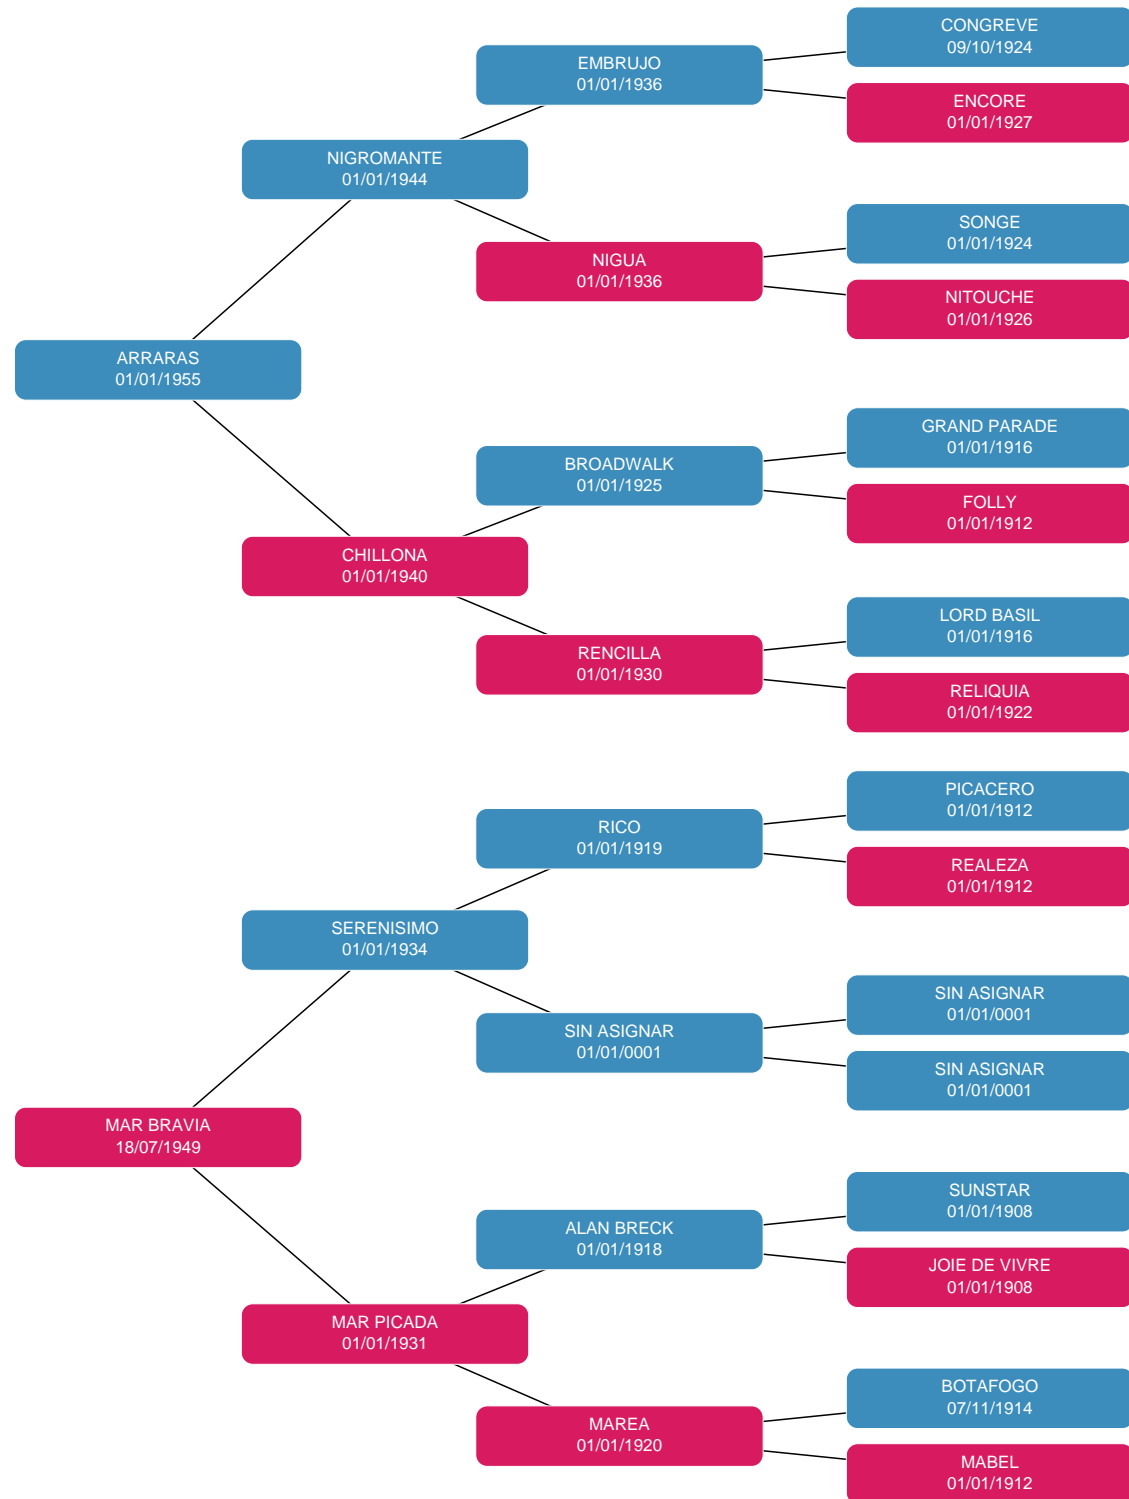 CONGREVE
09/10/1924
EMBRUJO
01/01/1936
ENCORE
01/01/1927
NIGROMANTE
01/01/1944
SONGE
01/01/1924
NIGUA
01/01/1936
NITOUCHE
01/01/1926
ARRARAS
01/01/1955
GRAND PARADE
01/01/1916
BROADWALK
01/01/1925
FOLLY
01/01/1912
CHILLONA
01/01/1940
LORD BASIL
01/01/1916
RENCILLA
01/01/1930
RELIQUIA
01/01/1922
PICACERO
01/01/1912
RICO
01/01/1919
REALEZA
01/01/1912
SERENISIMO
01/01/1934
SIN ASIGNAR
01/01/0001
SIN ASIGNAR
01/01/0001
SIN ASIGNAR
01/01/0001
MAR BRAVIA
18/07/1949
SUNSTAR
01/01/1908
ALAN BRECK
01/01/1918
JOIE DE VIVRE
01/01/1908
MAR PICADA
01/01/1931
BOTAFOGO
07/11/1914
MAREA
01/01/1920
MABEL
01/01/1912